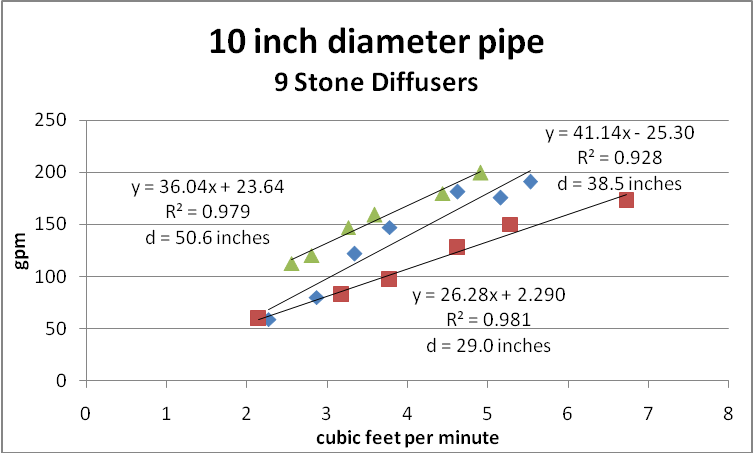 10 inch diameter pipe
9 Stone Diffusers
250
200
150
100
50
0
gpm
y = 36.04x + 23.64
R² = 0.979
d = 50.6 inches
y = 41.14x - 25.30
R² = 0.928
d = 38.5 inches
y = 26.28x + 2.290
R² = 0.981
d = 29.0 inches
0 1 2 3 4 5 6 7 8
cubic feet per minute